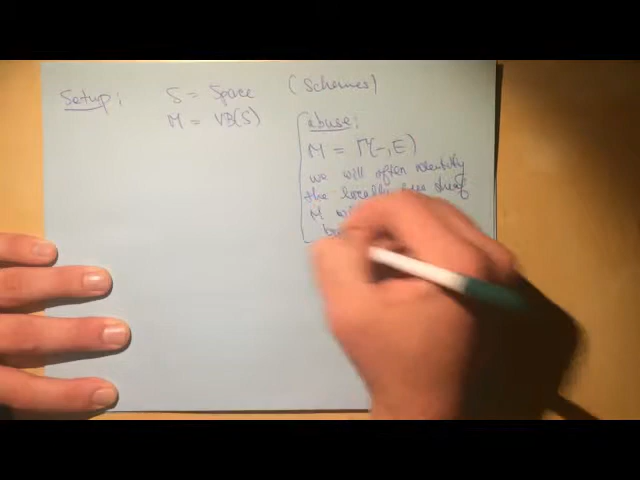 Setup: S = Space (Schemes)
M = VB(S)
abuse:
M = Γ(-, E)
we will often identify
the locally free sheaf
M